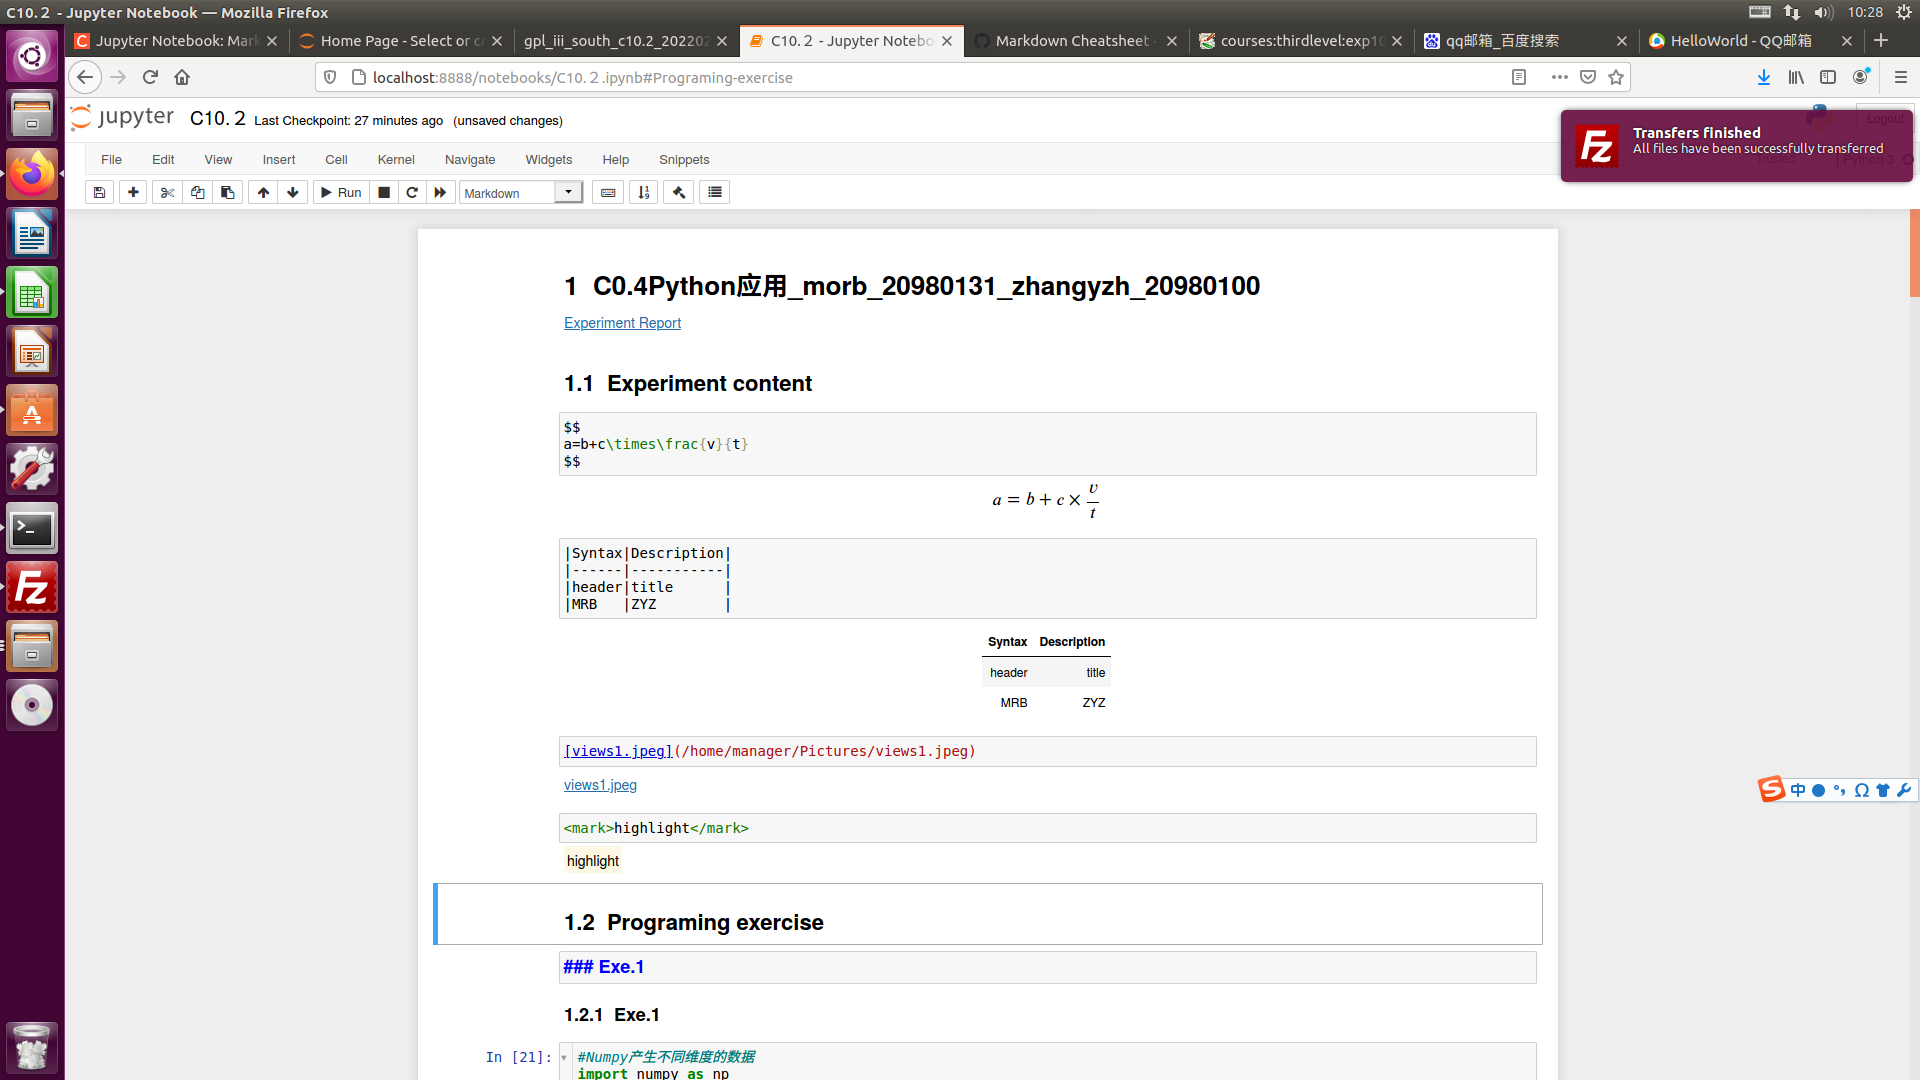 C10. 2 - Jupyter Notebook — Mozilla Firefox
10:28
Jupyter Notebook: Mar
Home Page - Select or cr
gpl_iii_south_c10.2_20220
C10. 2 - Jupyter Notebo
Markdown Cheatsheet
courses:thirdlevel:exp10
qq邮箱_百度搜索
HelloWorld - QQ邮箱
localhost:8888/notebooks/C10. 2 .ipynb#Programing-exercise
jupyter C10. 2 Last Checkpoint: 27 minutes ago (unsaved changes)
Logout
Transfers finished
All files have been successfully transferred
File Edit View Insert Cell Kernel Navigate Widgets Help Snippets
Trusted Python 3
Run Markdown
1 C0.4Python应用_morb_20980131_zhangyzh_20980100
Experiment Report
1.1 Experiment content
$$
a=b+c\times\frac{v}{t}
$$
a = b + c × v/t
|Syntax|Description|
|------|-----------|
|header|title      |
|MRB   |ZYZ        |
Syntax Description
header title
MRB ZYZ
[views1.jpeg](/home/manager/Pictures/views1.jpeg)
views1.jpeg
中
<mark>highlight</mark>
highlight
1.2 Programing exercise
### Exe.1
1.2.1 Exe.1
In [21]: #Numpy产生不同维度的数据
import numpy as np